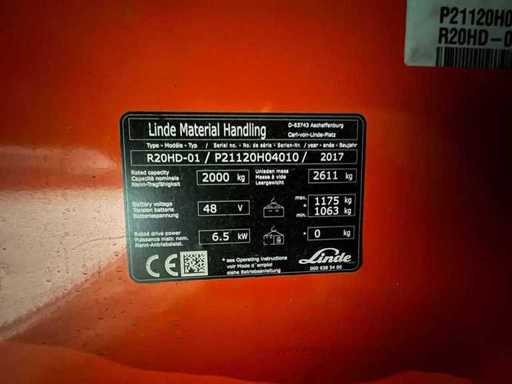 P21120H0
R20HD-0
Linde Material Handling
D-63743 Aschaffenburg
Carl-von-Linde-Platz
Type - Modèle - Typ / Serial no. - No. de série - Serien-Nr. / year - année - Baujahr
R20HD-01 / P21120H04010 / 2017
Rated capacity
Capacité nominale
Nenn-Tragfähigkeit
2000 kg
Unladen mass
Masse à vide
Leergewicht
2611 kg
Battery voltage
Tension batterie
Batteriespannung
48 V
max. 1175 kg
min. 1063 kg
Rated drive power
Puissance motr. nom.
Nenn-Antriebsleist.
6.5 kW
* 0 kg
CE
* see Operating instructions
voir Mode d'emploi
siehe Betriebsanleitung
Linde